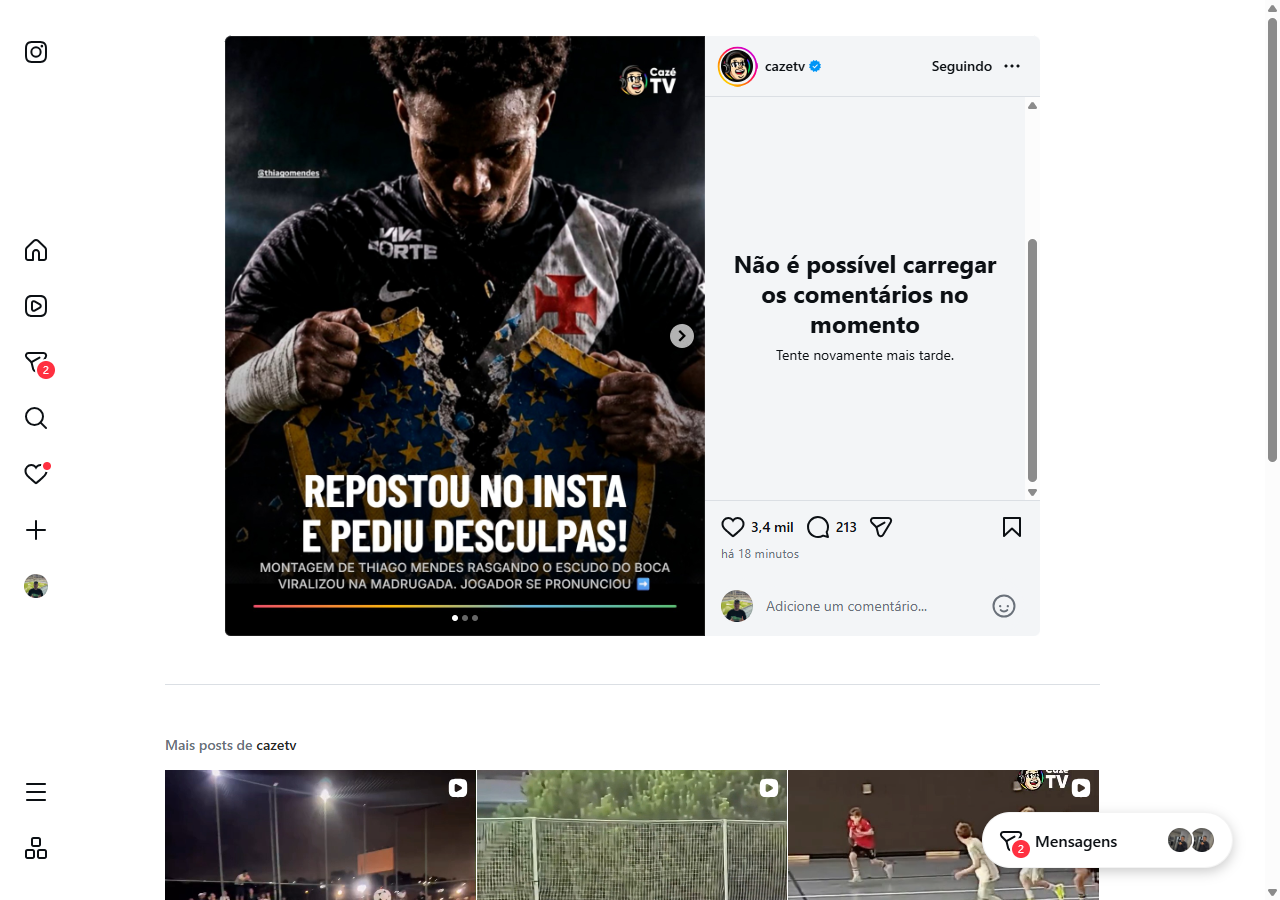 Cazé
TV
@thiagomendes
VIVA
SORTE
REPOSTOU NO INSTA
E PEDIU DESCULPAS!
MONTAGEM DE THIAGO MENDES RASGANDO O ESCUDO DO BOCA
VIRALIZOU NA MADRUGADA. JOGADOR SE PRONUNCIOU ➡️
cazetv
Seguindo
Não é possível carregar
os comentários no
momento
Tente novamente mais tarde.
3,4 mil
213
há 18 minutos
Adicione um comentário...
2
Mais posts de cazetv
TV
2
Mensagens